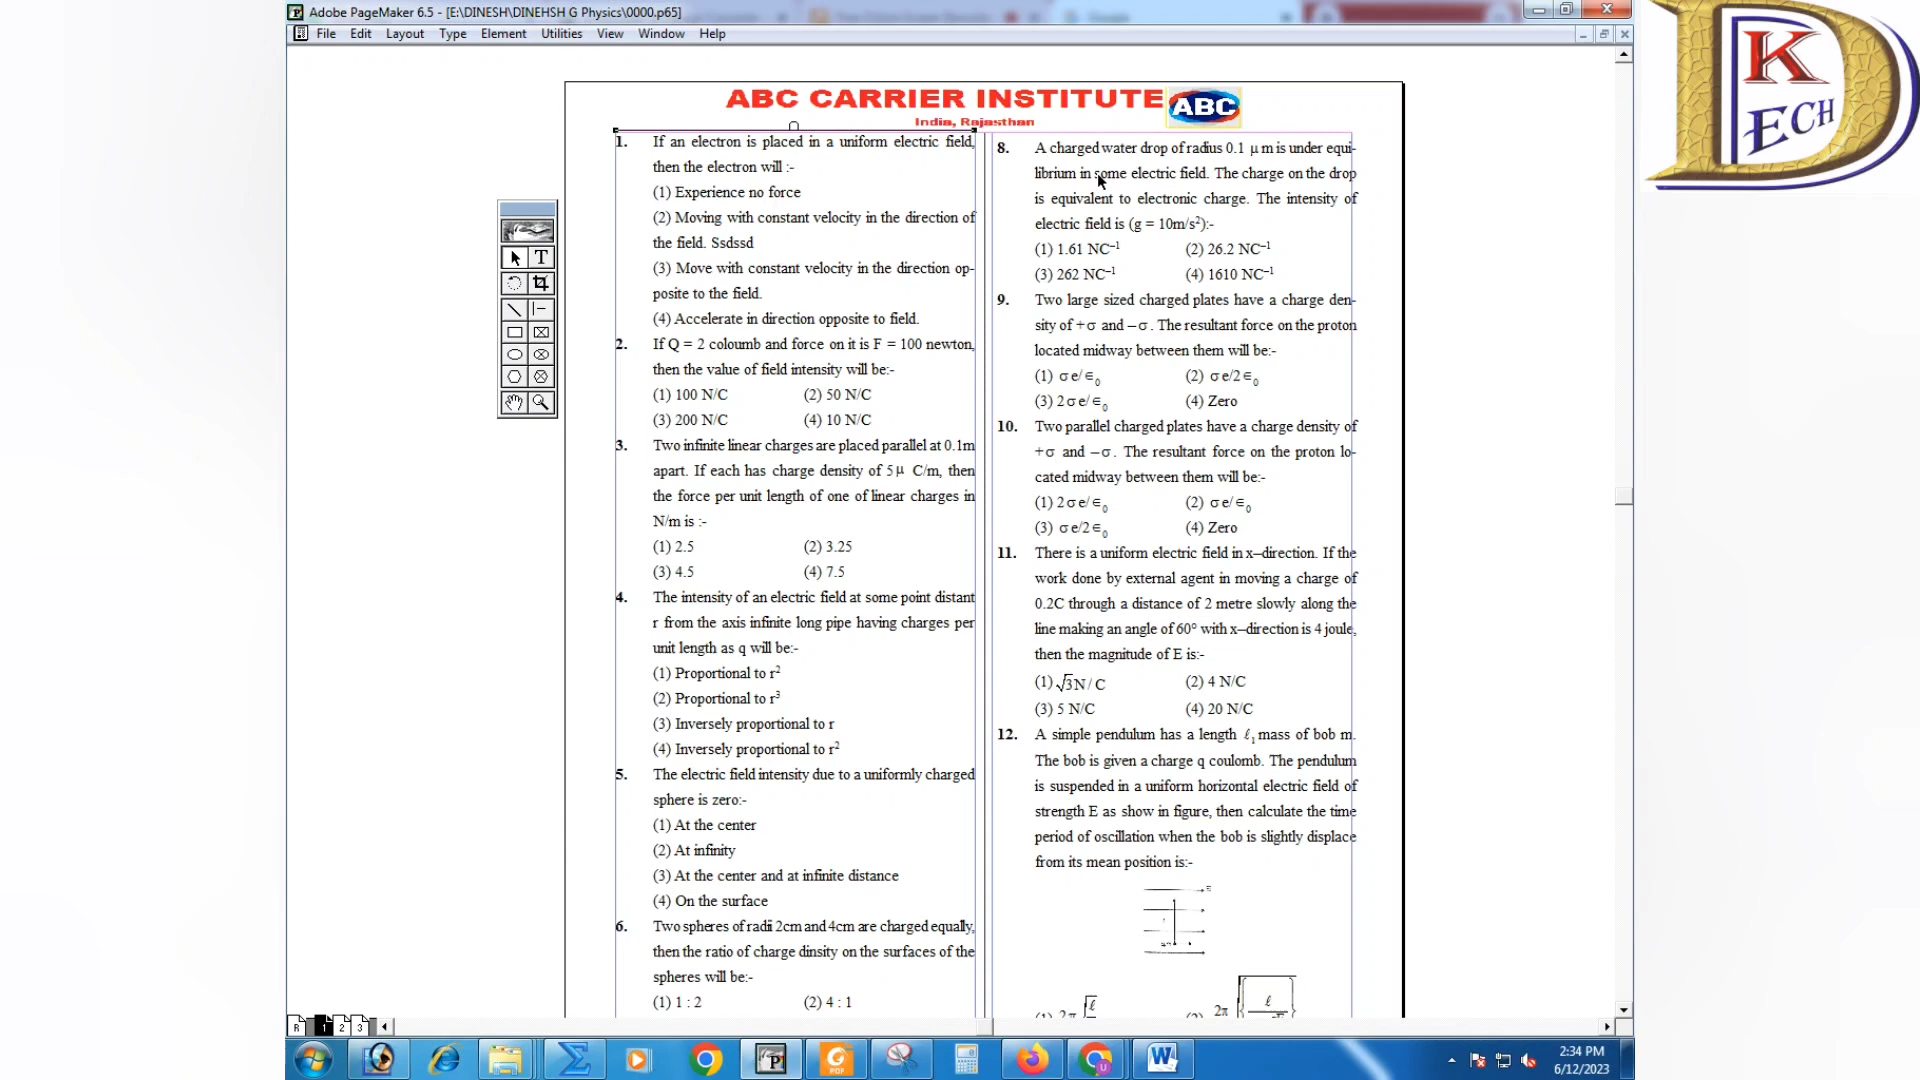 Adobe PageMaker 6.5 - [E:\DINESH\DINEHSH G Physics\0000.p65]
File Edit Layout Type Element Utilities View Window Help
ABC CARRIER INSTITUTE
ABC
India, Rajasthan
1. If an electron is placed in a uniform electric field,
then the electron will :-
(1) Experience no force
(2) Moving with constant velocity in the direction of
the field. Ssdssd
(3) Move with constant velocity in the direction op-
posite to the field.
(4) Accelerate in direction opposite to field.
2. If Q = 2 coloumb and force on it is F = 100 newton,
then the value of field intensity will be:-
(1) 100 N/C (2) 50 N/C
(3) 200 N/C (4) 10 N/C
3. Two infinite linear charges are placed parallel at 0.1m
apart. If each has charge density of 5μ C/m, then
the force per unit length of one of linear charges in
N/m is :-
(1) 2.5 (2) 3.25
(3) 4.5 (4) 7.5
4. The intensity of an electric field at some point distant
r from the axis infinite long pipe having charges per
unit length as q will be:-
(1) Proportional to r²
(2) Proportional to r³
(3) Inversely proportional to r
(4) Inversely proportional to r²
5. The electric field intensity due to a uniformly charged
sphere is zero:-
(1) At the center
(2) At infinity
(3) At the center and at infinite distance
(4) On the surface
6. Two spheres of radii 2cm and 4cm are charged equally,
then the ratio of charge dinsity on the surfaces of the
spheres will be:-
(1) 1 : 2 (2) 4 : 1
8. A charged water drop of radius 0.1 μ m is under equi-
librium in some electric field. The charge on the drop
is equivalent to electronic charge. The intensity of
electric field is (g = 10m/s²):-
(1) 1.61 NC⁻¹ (2) 26.2 NC⁻¹
(3) 262 NC⁻¹ (4) 1610 NC⁻¹
9. Two large sized charged plates have a charge den-
sity of +σ and –σ. The resultant force on the proton
located midway between them will be:-
(1) σe/∈₀ (2) σe/2∈₀
(3) 2σe/∈₀ (4) Zero
10. Two parallel charged plates have a charge density of
+σ and –σ. The resultant force on the proton lo-
cated midway between them will be:-
(1) 2σe/∈₀ (2) σe/∈₀
(3) σe/2∈₀ (4) Zero
11. There is a uniform electric field in x–direction. If the
work done by external agent in moving a charge of
0.2C through a distance of 2 metre slowly along the
line making an angle of 60° with x–direction is 4 joule,
then the magnitude of E is:-
(1) √3 N/C (2) 4 N/C
(3) 5 N/C (4) 20 N/C
12. A simple pendulum has a length ℓ₁ mass of bob m.
The bob is given a charge q coulomb. The pendulum
is suspended in a uniform horizontal electric field of
strength E as show in figure, then calculate the time
period of oscillation when the bob is slightly displace
from its mean position is:-
E
2π ℓ
R 1 2 3
2:34 PM
6/12/2023
DK TECH